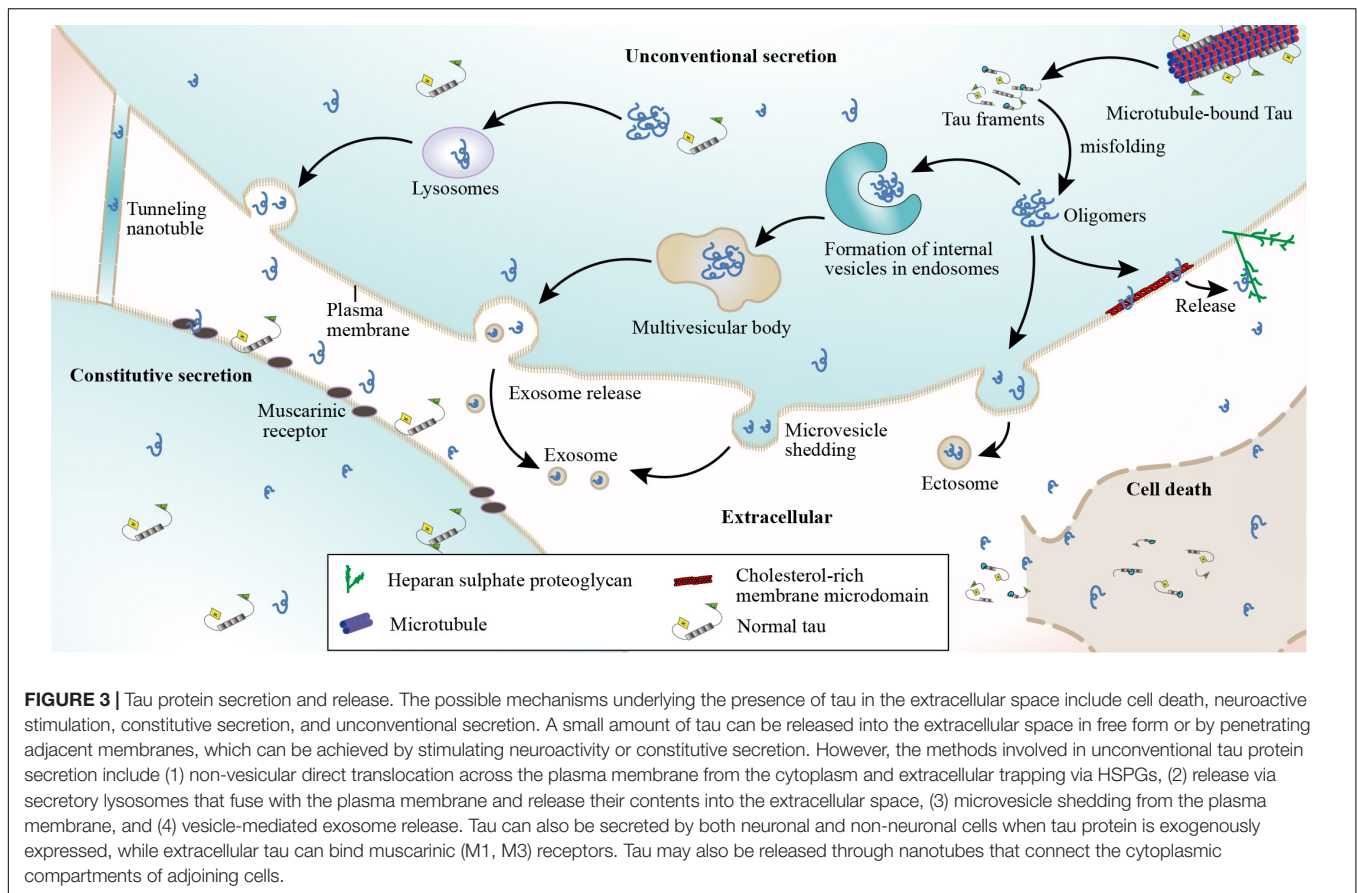 Unconventional secretion
Tau framents
Microtubule-bound Tau
misfolding
Lysosomes
Oligomers
Tunneling
nanotuble
Formation of internal
vesicles in endosomes
Release
Plasma
membrane
Multivesicular body
Constitutive secretion
Exosome release
Muscarinic
receptor
Microvesicle
shedding
Exosome
Ectosome
Cell death
Extracellular
Heparan sulphate proteoglycan
Cholesterol-rich
membrane microdomain
Microtubule
Normal tau
FIGURE 3 | Tau protein secretion and release. The possible mechanisms underlying the presence of tau in the extracellular space include cell death, neuroactive
stimulation, constitutive secretion, and unconventional secretion. A small amount of tau can be released into the extracellular space in free form or by penetrating
adjacent membranes, which can be achieved by stimulating neuroactivity or constitutive secretion. However, the methods involved in unconventional tau protein
secretion include (1) non-vesicular direct translocation across the plasma membrane from the cytoplasm and extracellular trapping via HSPGs, (2) release via
secretory lysosomes that fuse with the plasma membrane and release their contents into the extracellular space, (3) microvesicle shedding from the plasma
membrane, and (4) vesicle-mediated exosome release. Tau can also be secreted by both neuronal and non-neuronal cells when tau protein is exogenously
expressed, while extracellular tau can bind muscarinic (M1, M3) receptors. Tau may also be released through nanotubes that connect the cytoplasmic
compartments of adjoining cells.